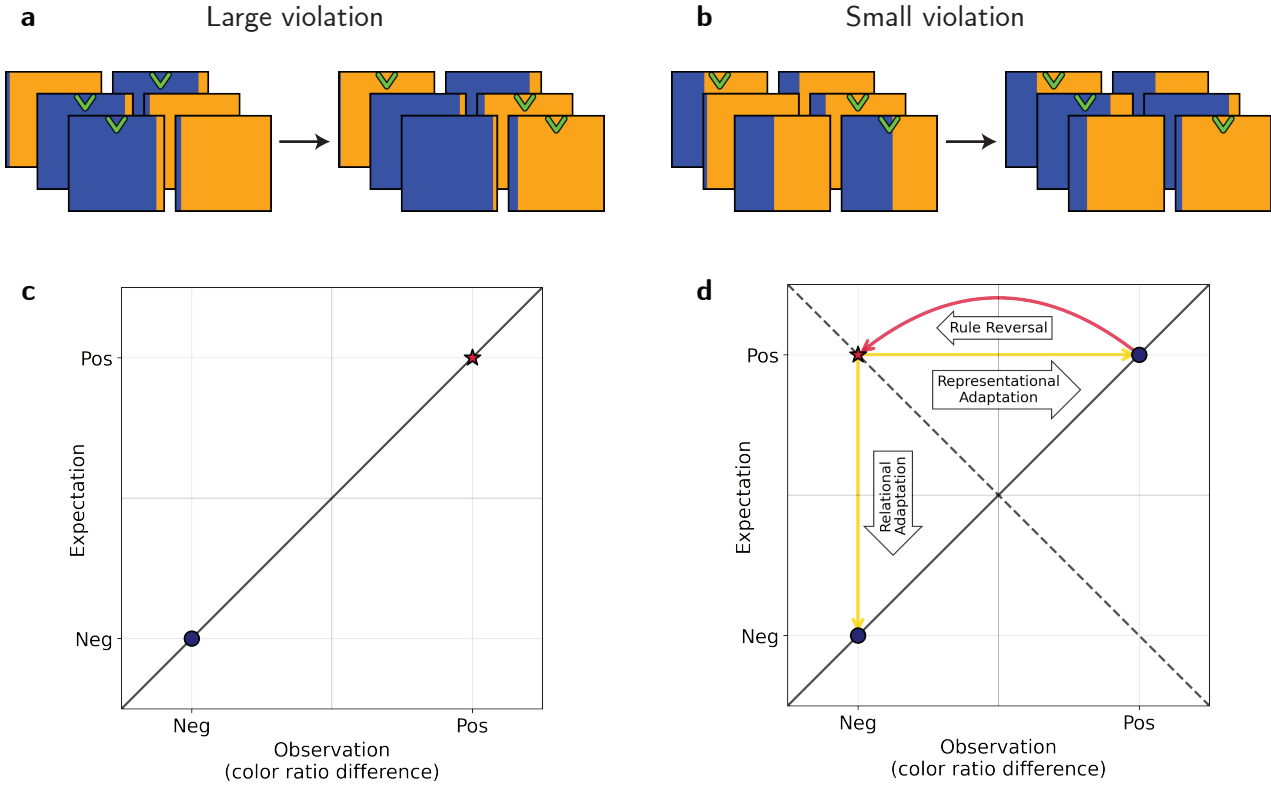 a
Large violation
b
Small violation
c
Pos
Neg
Expectation
Neg
Pos
Observation
(color ratio difference)
d
Pos
Neg
Expectation
Rule Reversal
Representational
Adaptation
Relational
Adaptation
Neg
Pos
Observation
(color ratio difference)